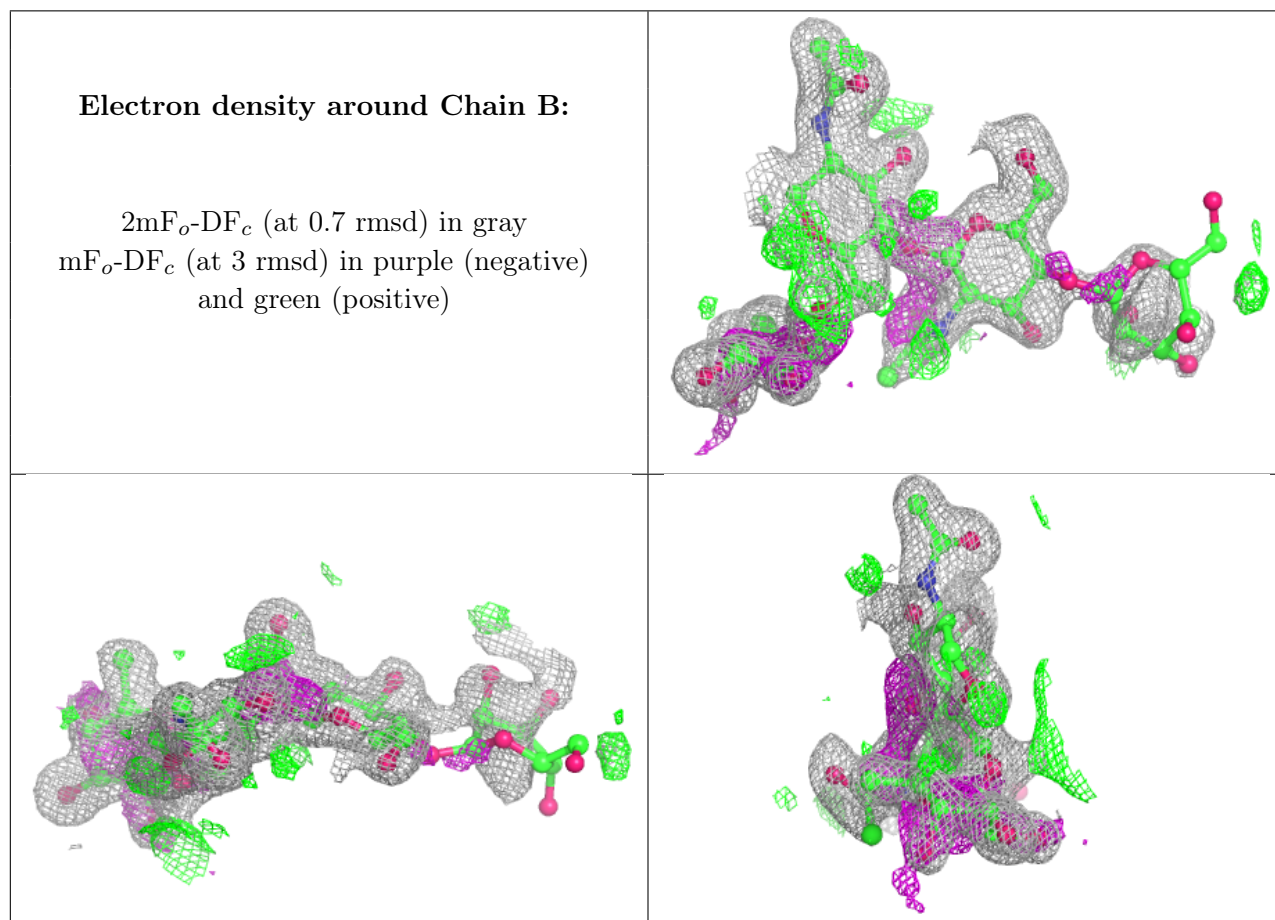 Electron density around Chain B:
2mFo-DFc (at 0.7 rmsd) in gray
mFo-DFc (at 3 rmsd) in purple (negative)
and green (positive)